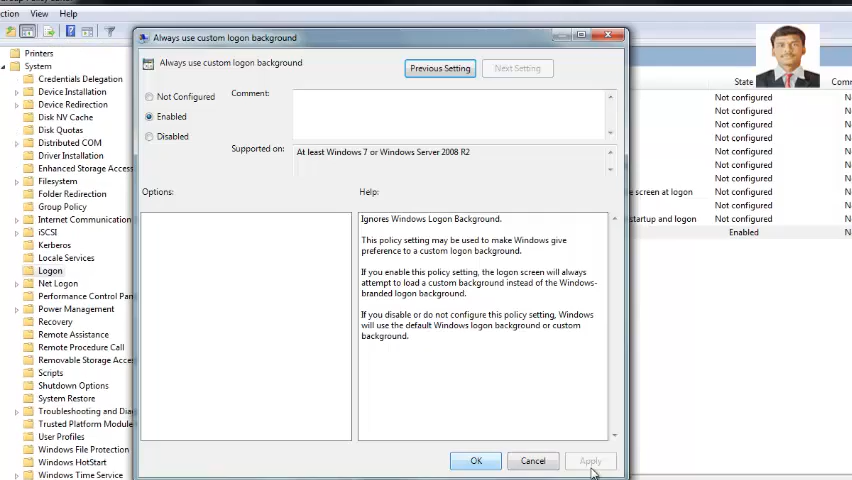 ction View Help
Always use custom logon background
Always use custom logon background
Previous Setting Next Setting
Not Configured
Enabled
Disabled
Comment:
Supported on:
At least Windows 7 or Windows Server 2008 R2
Options: Help:
Ignores Windows Logon Background.
This policy setting may be used to make Windows give
preference to a custom logon background.
If you enable this policy setting, the logon screen will always
attempt to load a custom background instead of the Windows-
branded logon background.
If you disable or do not configure this policy setting, Windows
will use the default Windows logon background or custom
background.
OK Cancel Apply
Printers
System
Credentials Delegation
Device Installation
Device Redirection
Disk NV Cache
Disk Quotas
Distributed COM
Driver Installation
Enhanced Storage Access
Filesystem
Folder Redirection
Group Policy
Internet Communication
iSCSI
Kerberos
Locale Services
Logon
Net Logon
Performance Control Pan
Power Management
Recovery
Remote Assistance
Remote Procedure Call
Removable Storage Acce
Scripts
Shutdown Options
System Restore
Troubleshooting and Dia
Trusted Platform Module
User Profiles
Windows File Protection
Windows HotStart
Windows Time Service
State Comm
Not configured N
Not configured N
Not configured N
Not configured N
Not configured N
Not configured N
Not configured N
e screen at logon Not configured N
Not configured N
startup and logon Not configured N
Enabled N